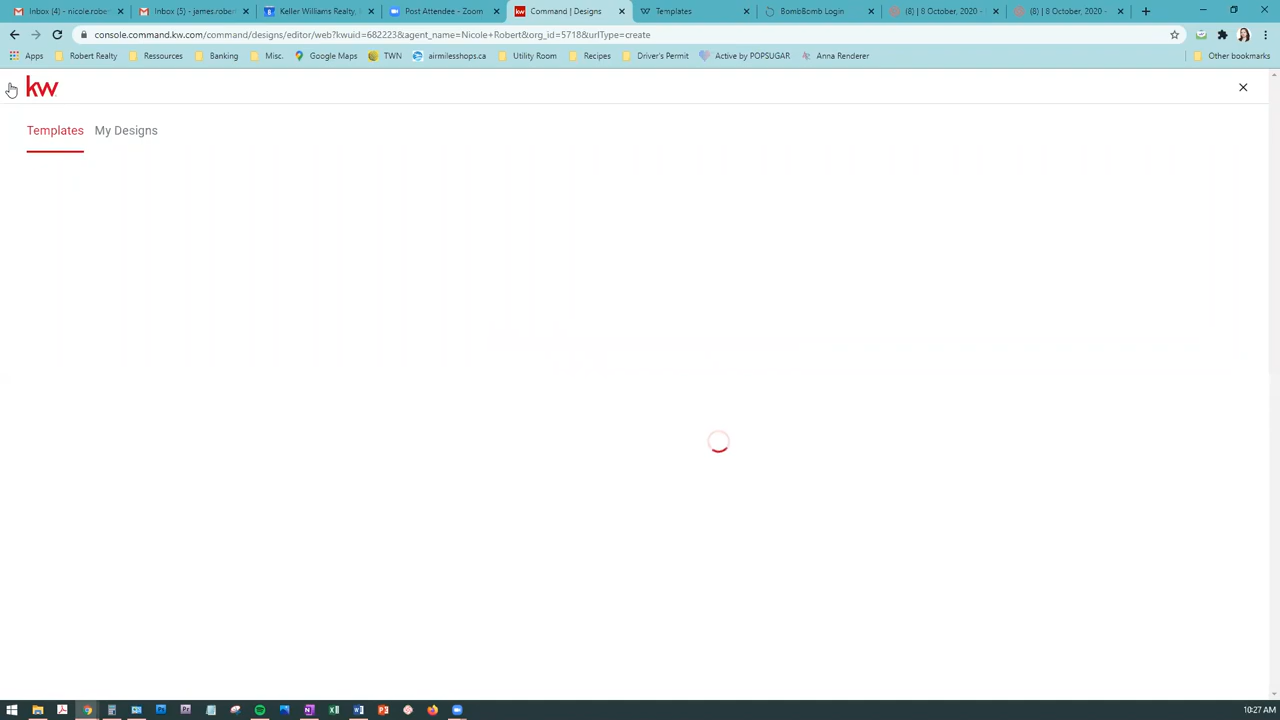 Inbox (4) - nicole.rober
Inbox (5) - james.rober
Keller Williams Realty,
Post Attendee - Zoom
Command | Designs
Templates
BombBomb Login
(8) | 8 October, 2020 -
(8) | 8 October, 2020 -
console.command.kw.com/command/designs/editor/web?kwuid=682223&agent_name=Nicole+Robert&org_id=5718&urlType=create
Apps
Robert Realty
Ressources
Banking
Misc.
Google Maps
TWN
airmilesshops.ca
Utility Room
Recipes
Driver's Permit
Active by POPSUGAR
Anna Renderer
Other bookmarks
kw
Templates
My Designs
10:27 AM